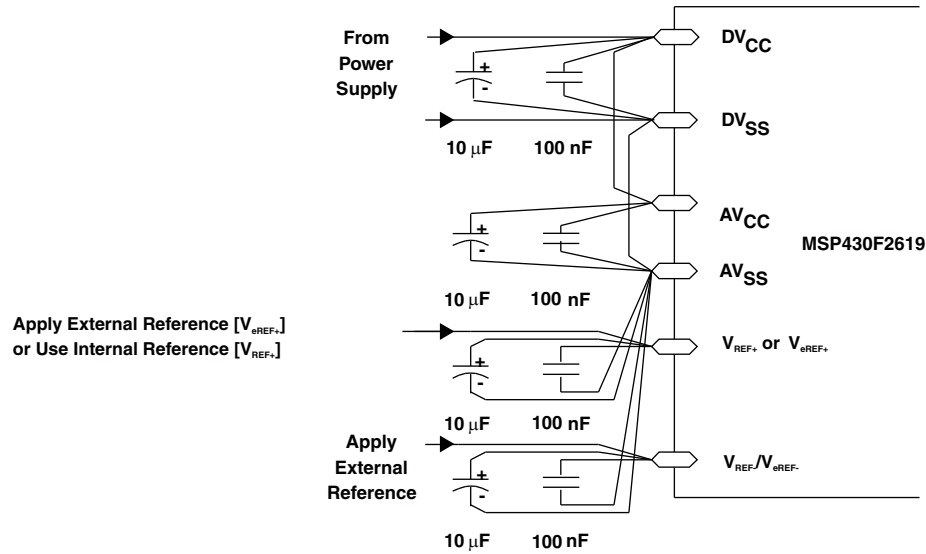 From
Power
Supply
+
-
DVCC
DVSS
10 μF
100 nF
+
-
AVCC
MSP430F2619
AVSS
10 μF
100 nF
Apply External Reference [VeREF+]
or Use Internal Reference [VREF+]
+
-
VREF+ or VeREF+
10 μF
100 nF
Apply
External
Reference
+
-
VREF-/VeREF-
10 μF
100 nF